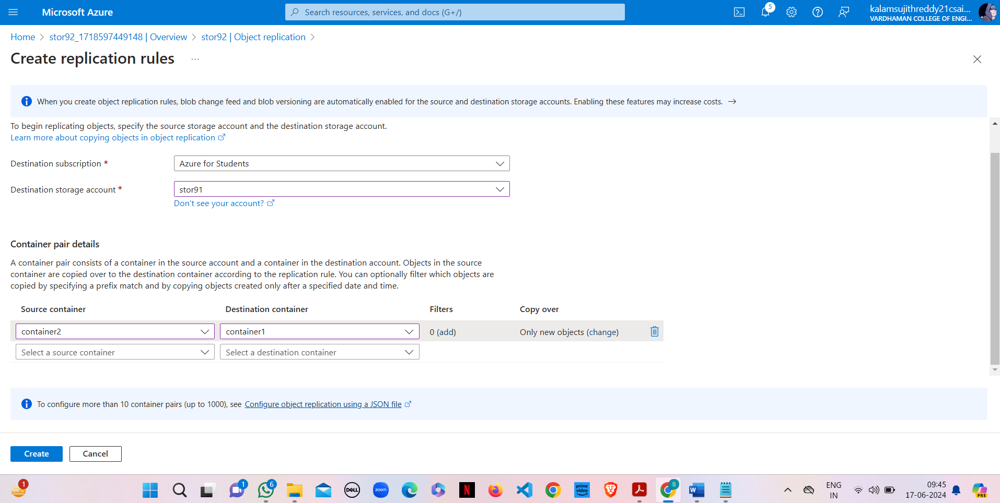 Microsoft Azure
Search resources, services, and docs (G+/)
5
kalamsujithreddy21csai...
VARDHAMAN COLLEGE OF ENGI...
Home > stor92_1718597449148 | Overview > stor92 | Object replication >
Create replication rules ...
When you create object replication rules, blob change feed and blob versioning are automatically enabled for the source and destination storage accounts. Enabling these features may increase costs. →
To begin replicating objects, specify the source storage account and the destination storage account.
Learn more about copying objects in object replication
Destination subscription *
Azure for Students
Destination storage account *
stor91
Don't see your account?
Container pair details
A container pair consists of a container in the source account and a container in the destination account. Objects in the source
container are copied over to the destination container according to the replication rule. You can optionally filter which objects are
copied by specifying a prefix match and by copying objects created only after a specified date and time.
Source container Destination container Filters Copy over
container2 container1 0 (add) Only new objects (change)
Select a source container Select a destination container
To configure more than 10 container pairs (up to 1000), see Configure object replication using a JSON file
Create Cancel
1
1
6
DELL
zoom
N
prime video
S
W
ENG
IN
09:45
17-06-2024
PRE